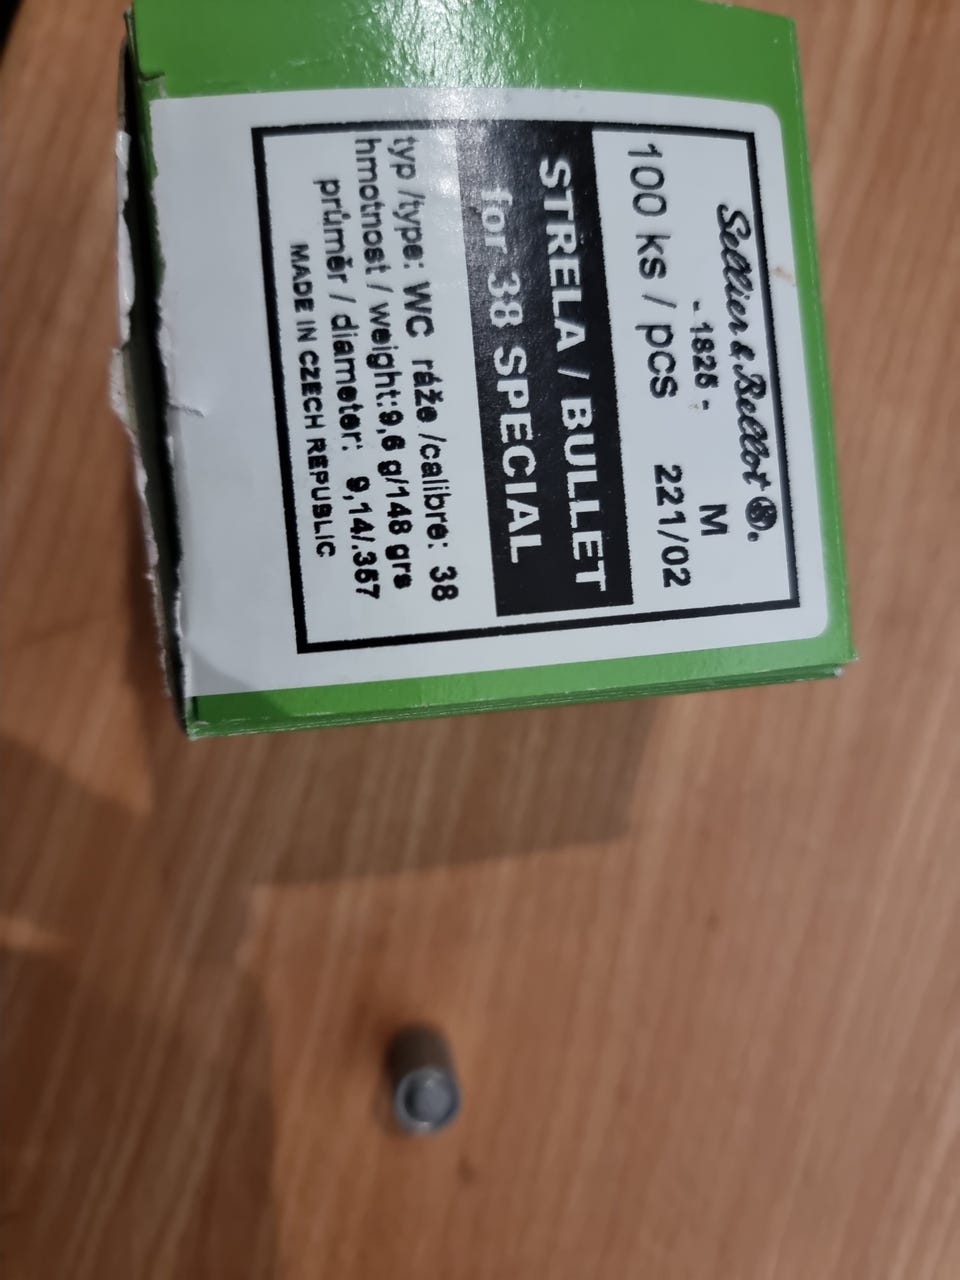 Sellier & Bellot
- 1825 - M
100 ks / pcs 221/02
STRELA / BULLET
for 38 SPECIAL
typ /type: WC ráže /calibre: 38
hmotnost / weight:9,6 g/148 grs
průměr / diameter: 9,14/.357
MADE IN CZECH REPUBLIC